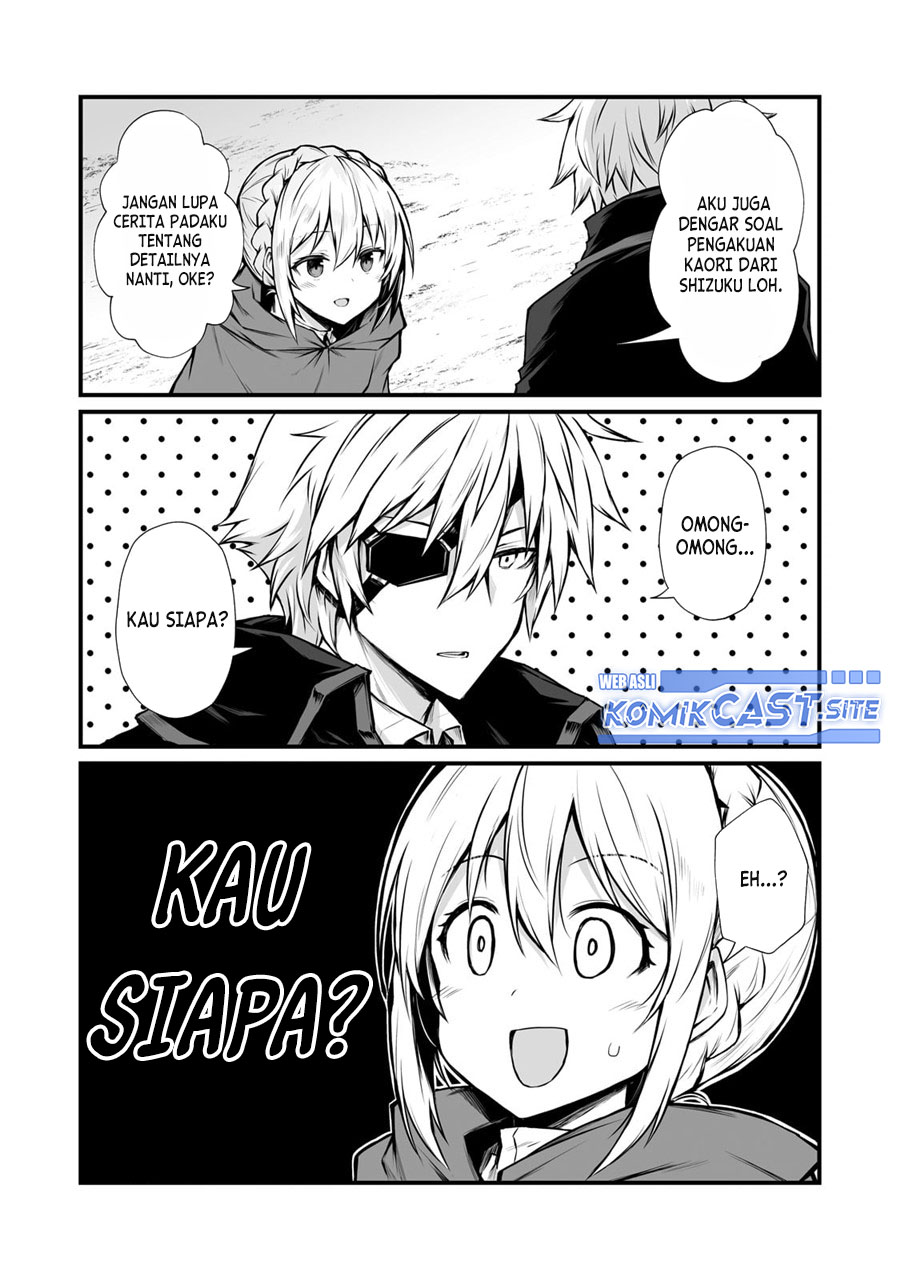 AKU JUGA
DENGAR SOAL
PENGAKUAN
KAORI DARI
SHIZUKU LOH.
JANGAN LUPA
CERITA PADAKU
TENTANG
DETAILNYA
NANTI, OKE?
OMONG-
OMONG...
KAU SIAPA?
WEB ASLI
KOMIKCAST.SITE
EH...?
KAU
SIAPA?